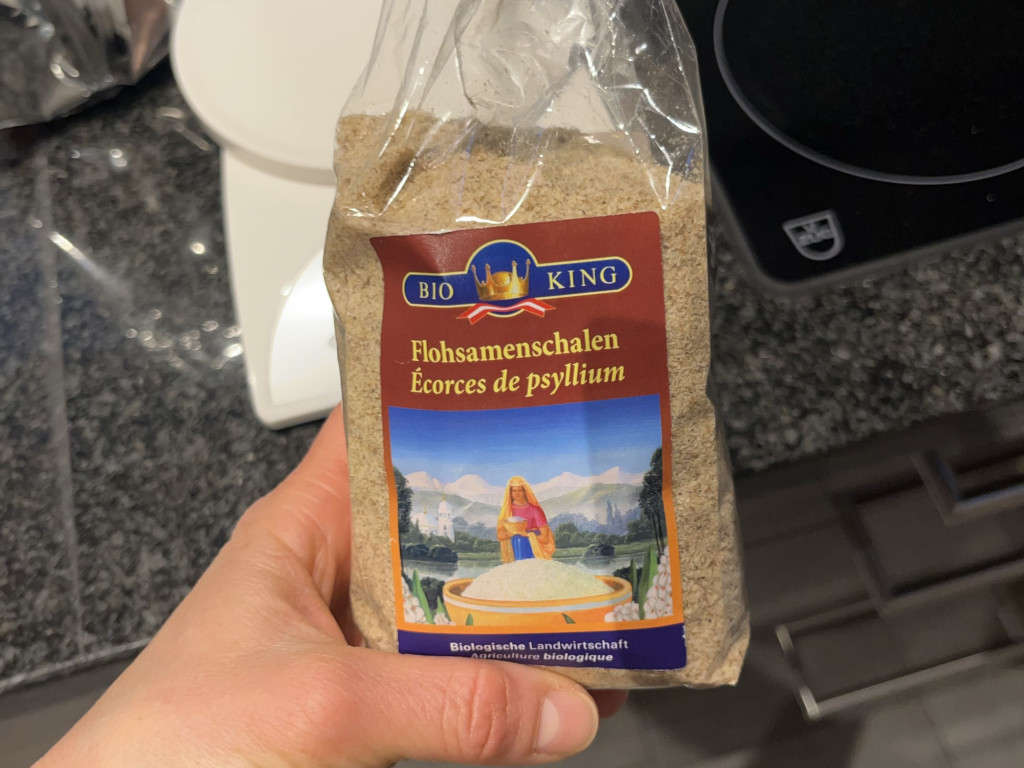 BIO KING
Flohsamenschalen
Écorces de psyllium
Biologische Landwirtschaft
Agriculture biologique